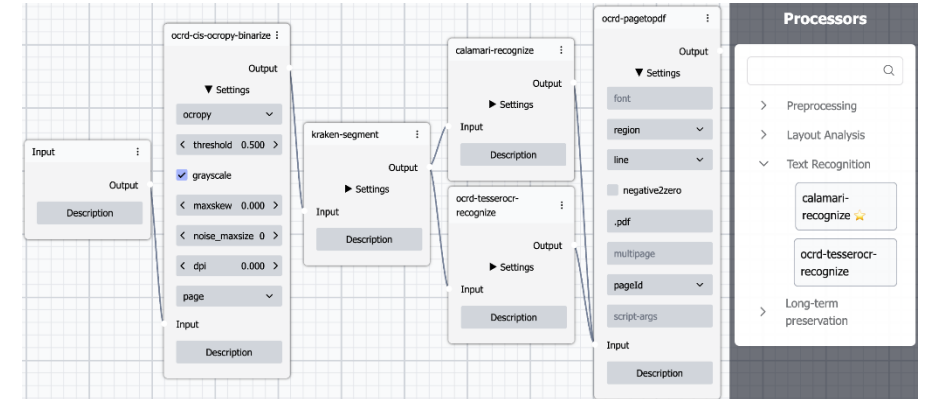 Input
Output
Description
ocrd-cis-ocropy-binarize
Output
▼ Settings
ocropy
threshold 0.500
grayscale
maxskew 0.000
noise_maxsize 0
dpi 0.000
page
Input
Description
kraken-segment
Output
▶ Settings
Input
Description
calamari-recognize
Output
▶ Settings
Input
Description
ocrd-tesserocr-
recognize
Output
▶ Settings
Input
Description
ocrd-pagetopdf
Output
▼ Settings
font
region
line
negative2zero
.pdf
multipage
pageId
script-args
Input
Description
Processors
Preprocessing
Layout Analysis
Text Recognition
calamari-
recognize ⭐
ocrd-tesserocr-
recognize
Long-term
preservation